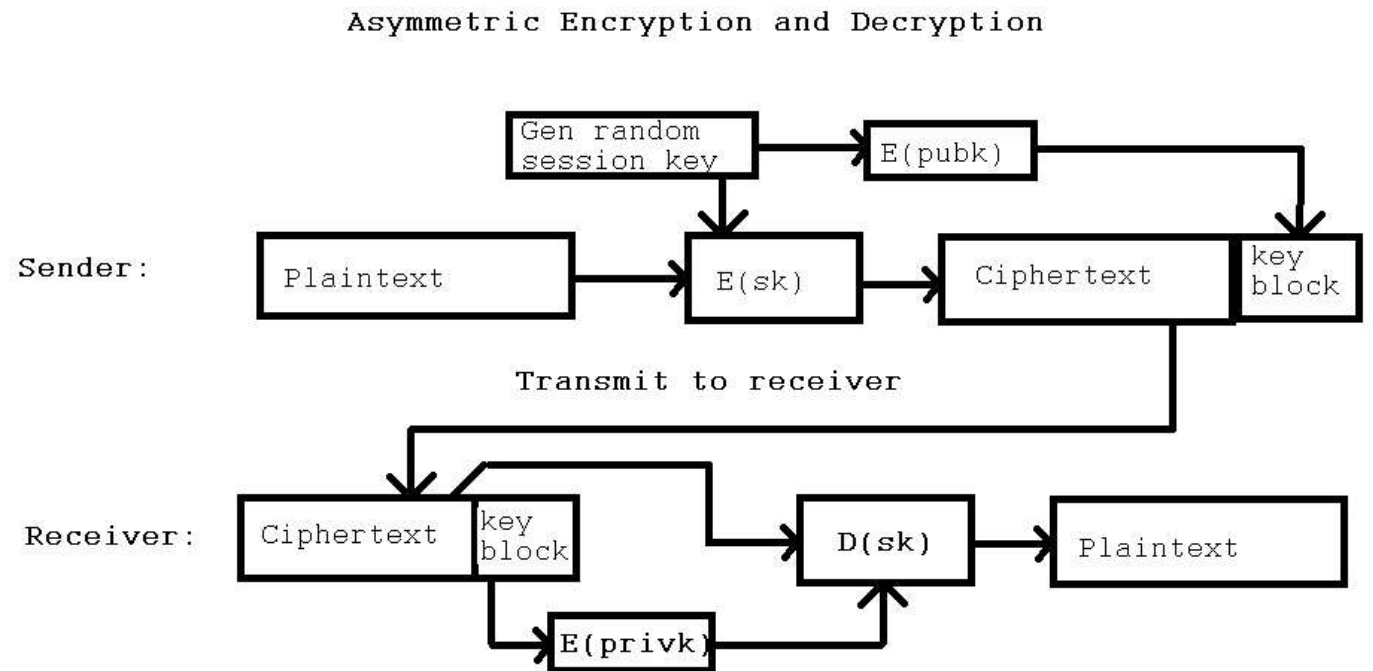 Asymmetric Encryption and Decryption
Gen random
session key
E(pubk)
Sender:
Plaintext
E(sk)
Ciphertext
key
block
Transmit to receiver
Receiver:
Ciphertext
key
block
D(sk)
Plaintext
E(privk)